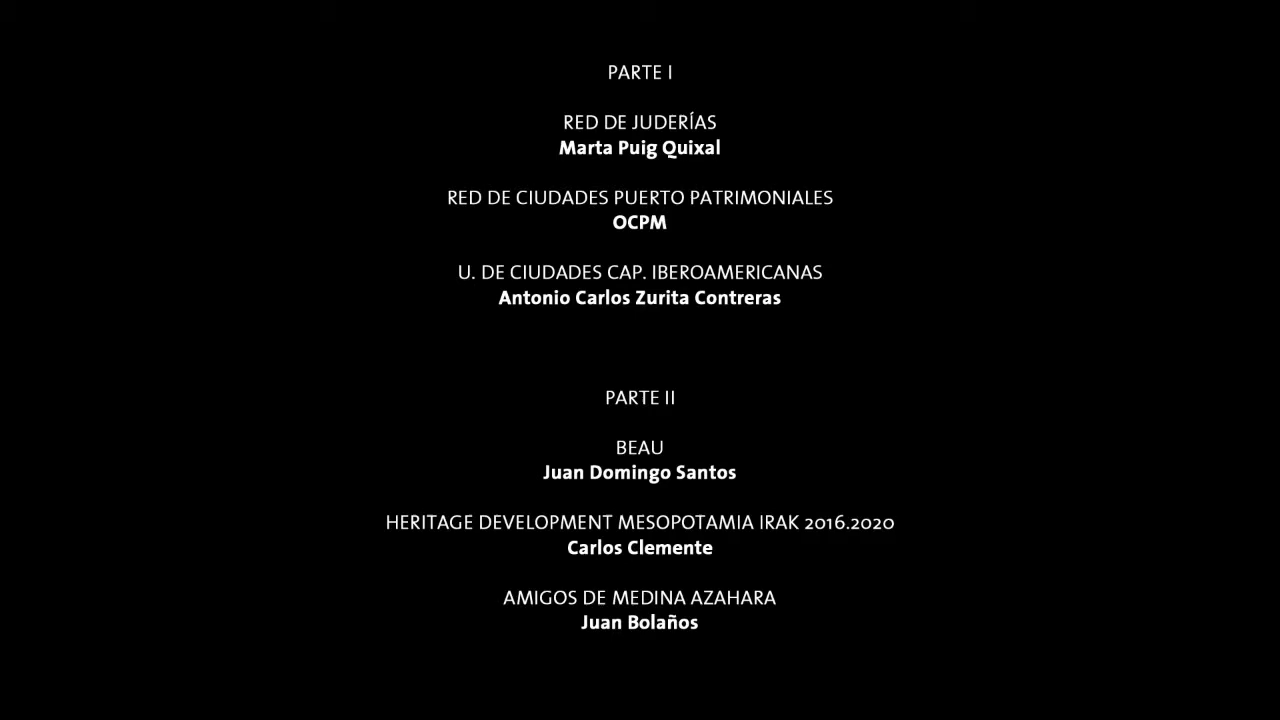 PARTE I
RED DE JUDERÍAS
Marta Puig Quixal
RED DE CIUDADES PUERTO PATRIMONIALES
OCPM
U. DE CIUDADES CAP. IBEROAMERICANAS
Antonio Carlos Zurita Contreras
PARTE II
BEAU
Juan Domingo Santos
HERITAGE DEVELOPMENT MESOPOTAMIA IRAK 2016.2020
Carlos Clemente
AMIGOS DE MEDINA AZAHARA
Juan Bolaños